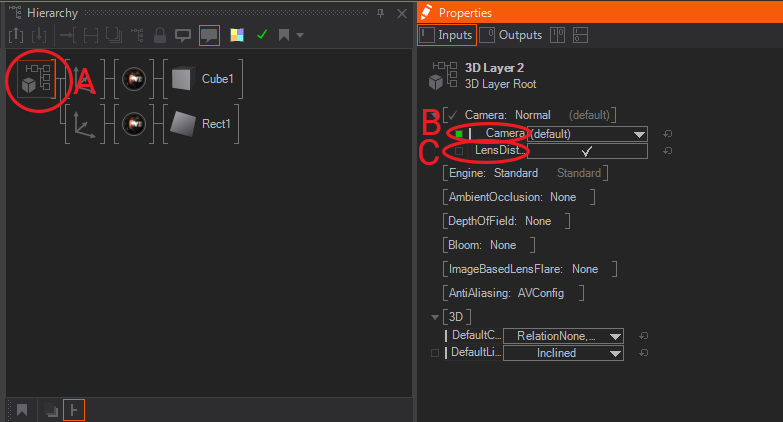 Hierarchy
A
Cube1
Rect1
Properties
Inputs
Outputs
3D Layer 2
3D Layer Root
Camera: Normal (default)
B
Camera (default)
C
LensDist...
Engine: Standard Standard
AmbientOcclusion: None
DepthOfField: None
Bloom: None
ImageBasedLensFlare: None
AntiAliasing: AVConfig
3D
DefaultC... RelationNone,...
DefaultLi... Inclined